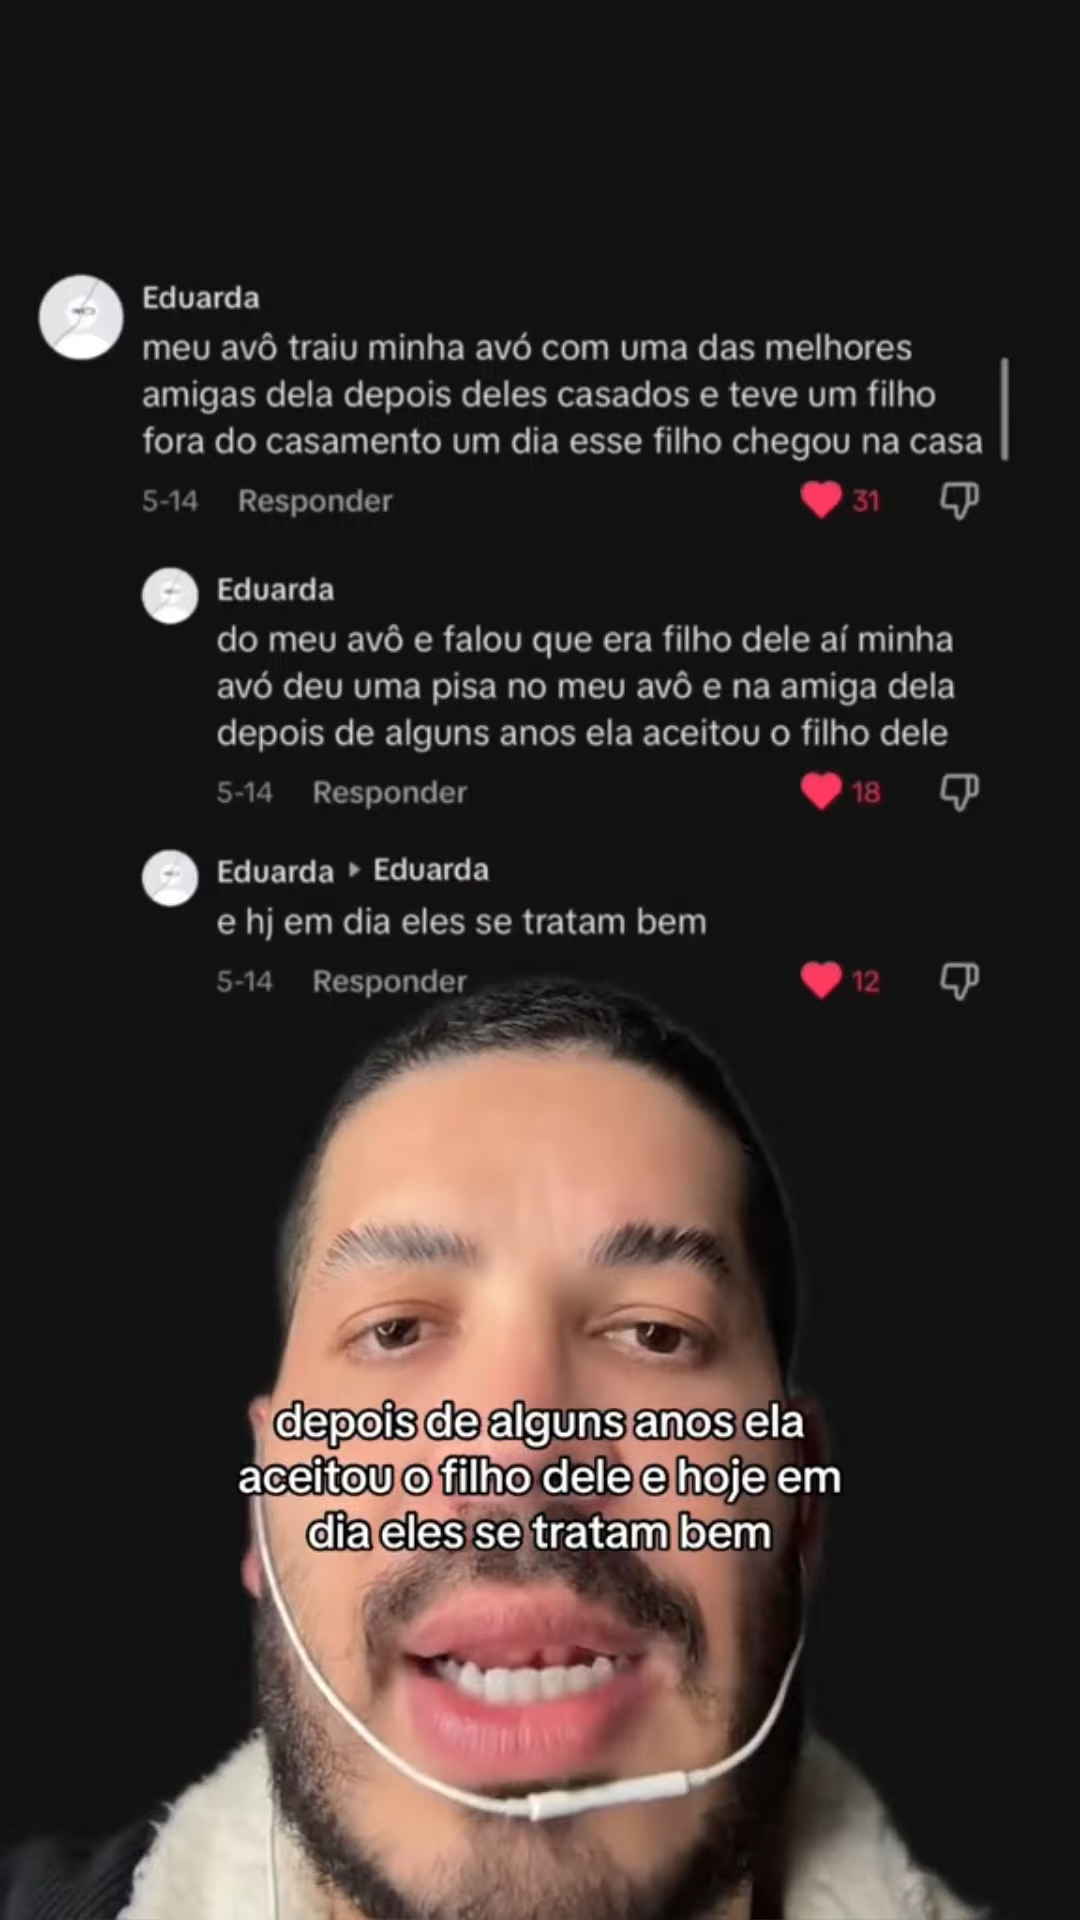 Eduarda
meu avô traiu minha avó com uma das melhores
amigas dela depois deles casados e teve um filho
fora do casamento um dia esse filho chegou na casa
5-14 Responder 31
Eduarda
do meu avô e falou que era filho dele aí minha
avó deu uma pisa no meu avô e na amiga dela
depois de alguns anos ela aceitou o filho dele
5-14 Responder 18
Eduarda Eduarda
e hj em dia eles se tratam bem
5-14 Responder 12
depois de alguns anos ela
aceitou o filho dele e hoje em
dia eles se tratam bem